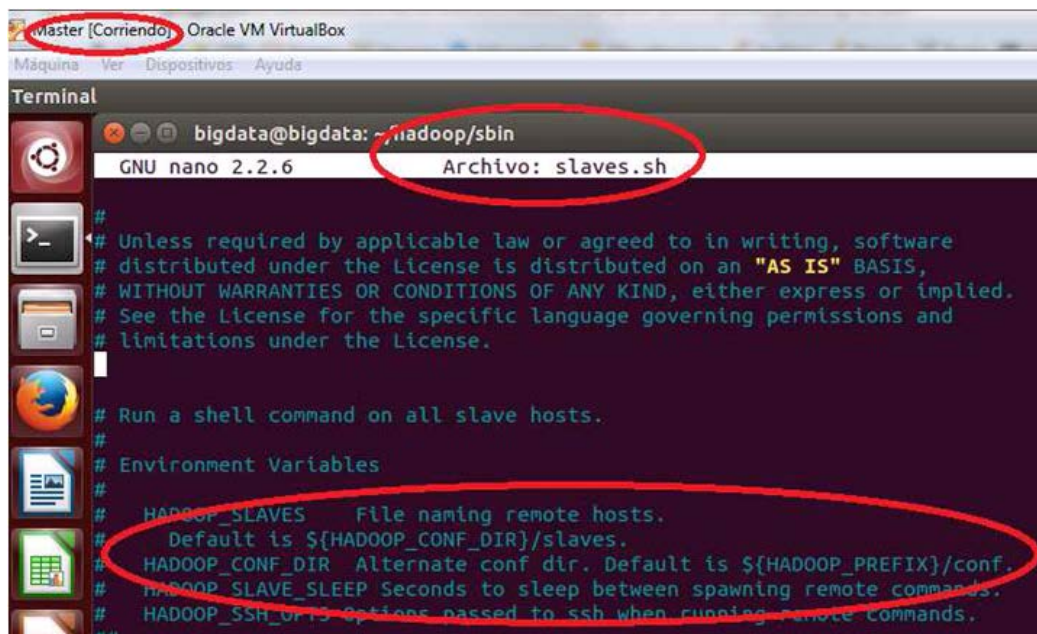 Master [Corriendo] - Oracle VM VirtualBox
Máquina Ver Dispositivos Ayuda
Terminal
bigdata@bigdata: ~/hadoop/sbin
GNU nano 2.2.6 Archivo: slaves.sh
#
# Unless required by applicable law or agreed to in writing, software
# distributed under the License is distributed on an "AS IS" BASIS,
# WITHOUT WARRANTIES OR CONDITIONS OF ANY KIND, either express or implied.
# See the License for the specific language governing permissions and
# limitations under the License.
# Run a shell command on all slave hosts.
#
# Environment Variables
#
# HADOOP_SLAVES File naming remote hosts.
# Default is ${HADOOP_CONF_DIR}/slaves.
# HADOOP_CONF_DIR Alternate conf dir. Default is ${HADOOP_PREFIX}/conf.
# HADOOP_SLAVE_SLEEP Seconds to sleep between spawning remote commands.
# HADOOP_SSH_OPTS Options passed to ssh when running remote commands.
##